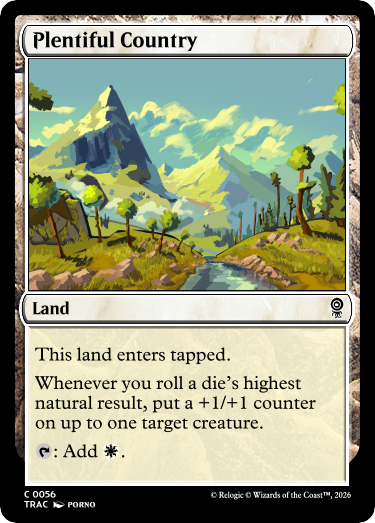 Plentiful Country
Land
This land enters tapped.
Whenever you roll a die's highest
natural result, put a +1/+1 counter
on up to one target creature.
: Add .
C 0056
TRAC PORNO
© Relogic © Wizards of the Coast™, 2026